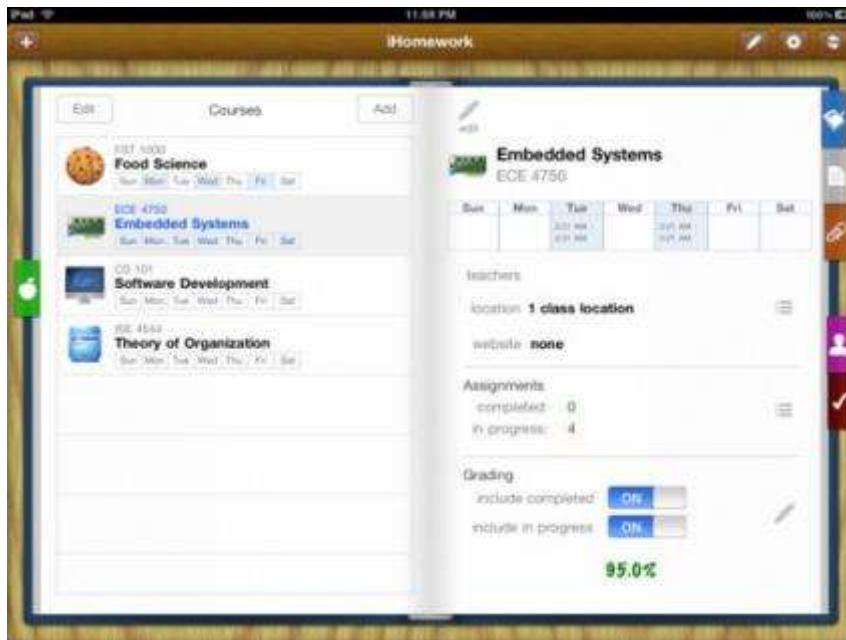 iPad 11:58 PM 100%
iHomework
Edit Courses Add
FST 1000
Food Science
Sun Mon Tue Wed Thu Fri Sat
ECE 4750
Embedded Systems
Sun Mon Tue Wed Thu Fri Sat
CO 101
Software Development
Sun Mon Tue Wed Thu Fri Sat
Theory of Organization
Sun Mon Tue Wed Thu Fri Sat
edit
Embedded Systems
ECE 4750
Sun Mon Tue Wed Thu Fri Sat
teachers
location 1 class location
website none
Assignments
completed: 0
in progress: 4
Grading
include completed ON
include in progress ON
95.0%